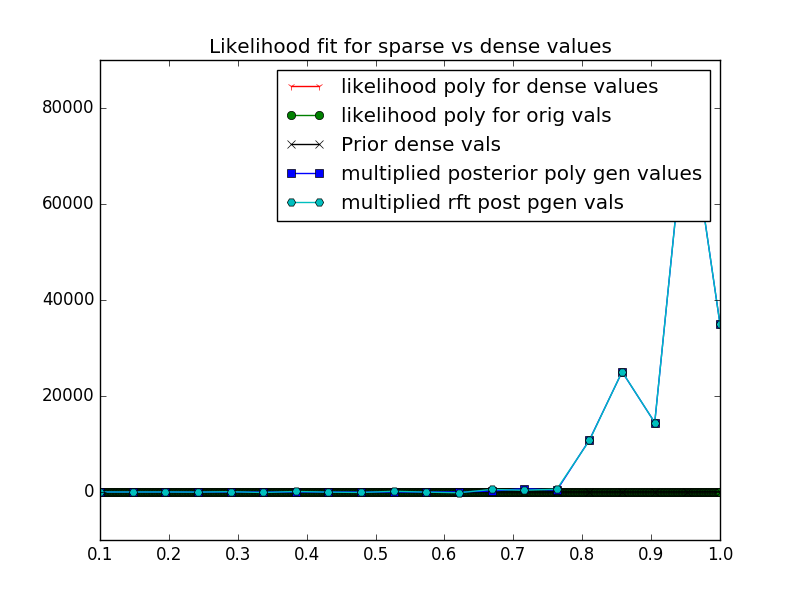 Likelihood fit for sparse vs dense values
likelihood poly for dense values
likelihood poly for orig vals
Prior dense vals
multiplied posterior poly gen values
multiplied rft post pgen vals
80000
60000
40000
20000
0
0.1 0.2 0.3 0.4 0.5 0.6 0.7 0.8 0.9 1.0